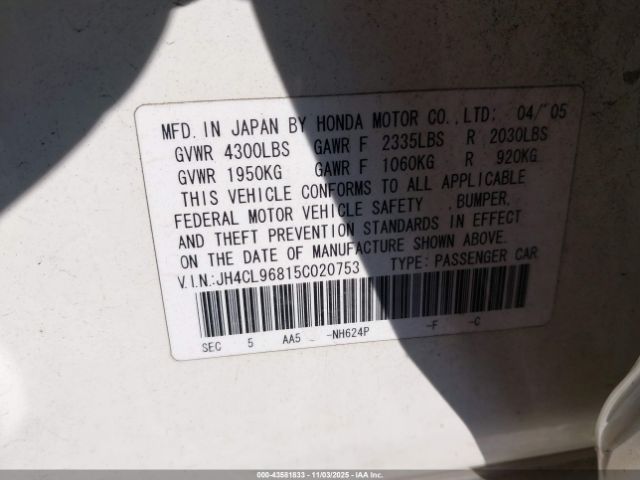 MFD. IN JAPAN BY HONDA MOTOR CO., LTD: 04/'05
GVWR 4300LBS GAWR F 2335LBS R 2030LBS
GVWR 1950KG GAWR F 1060KG R 920KG
THIS VEHICLE CONFORMS TO ALL APPLICABLE
FEDERAL MOTOR VEHICLE SAFETY ,BUMPER,
AND THEFT PREVENTION STANDARDS IN EFFECT
ON THE DATE OF MANUFACTURE SHOWN ABOVE.
V.I.N.:JH4CL96815C020753 TYPE: PASSENGER CAR
SEC 5 AA5 _ -NH624P -F -C
000-43581833 - 11/03/2025 - IAAI Inc.